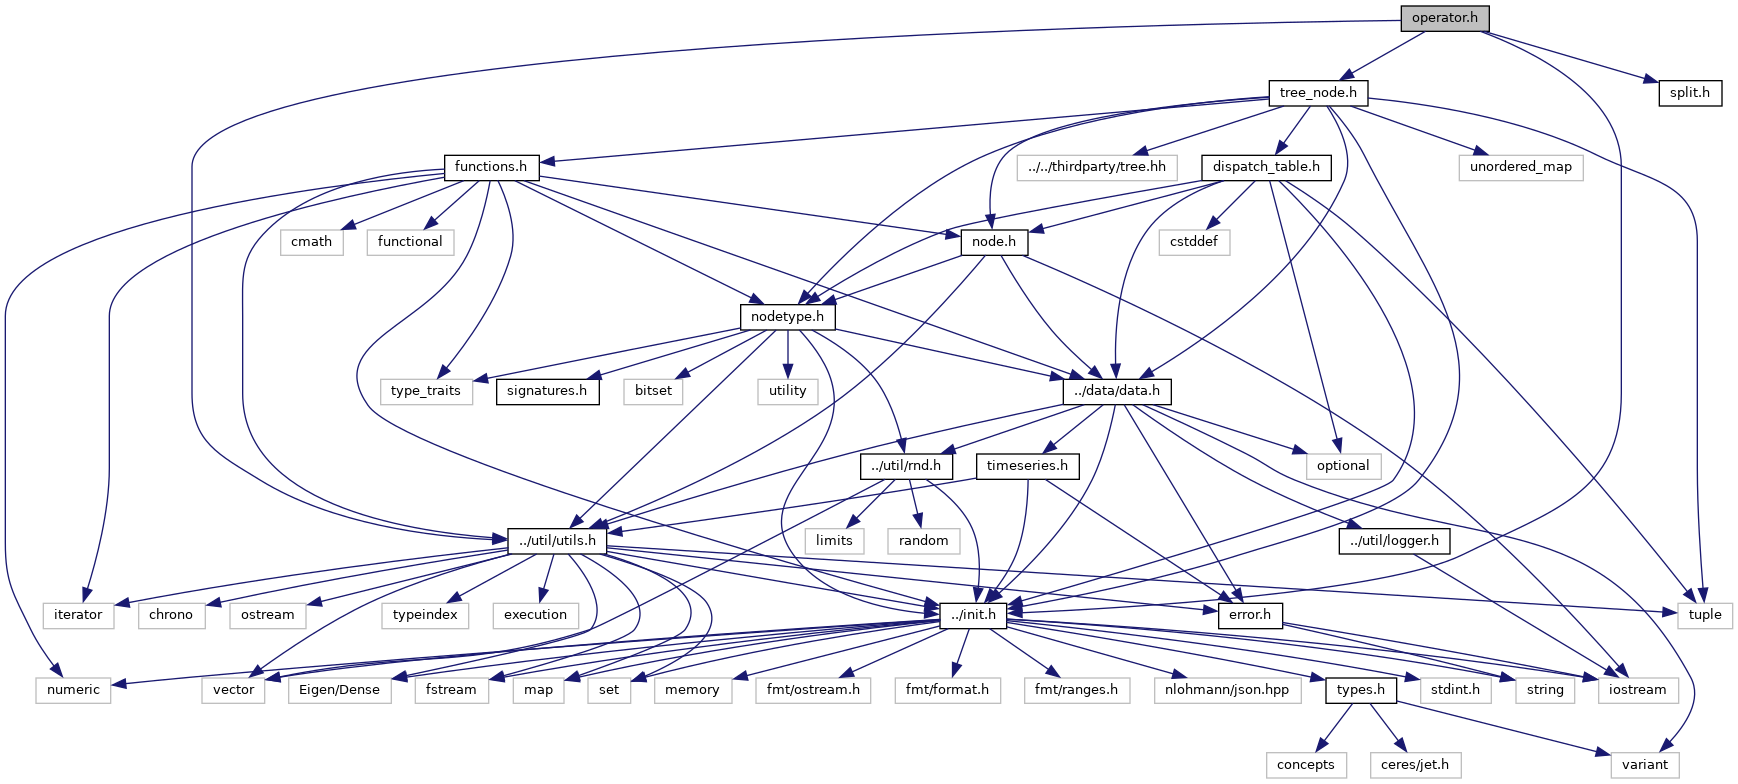 operator.h
tree_node.h
split.h
functions.h
../../thirdparty/tree.hh
dispatch_table.h
unordered_map
cmath
functional
node.h
cstddef
nodetype.h
type_traits
signatures.h
bitset
utility
../data/data.h
../util/rnd.h
timeseries.h
optional
../util/utils.h
limits
random
../util/logger.h
iterator
chrono
ostream
typeindex
execution
../init.h
error.h
tuple
numeric
vector
Eigen/Dense
fstream
map
set
memory
fmt/ostream.h
fmt/format.h
fmt/ranges.h
nlohmann/json.hpp
types.h
stdint.h
string
iostream
concepts
ceres/jet.h
variant